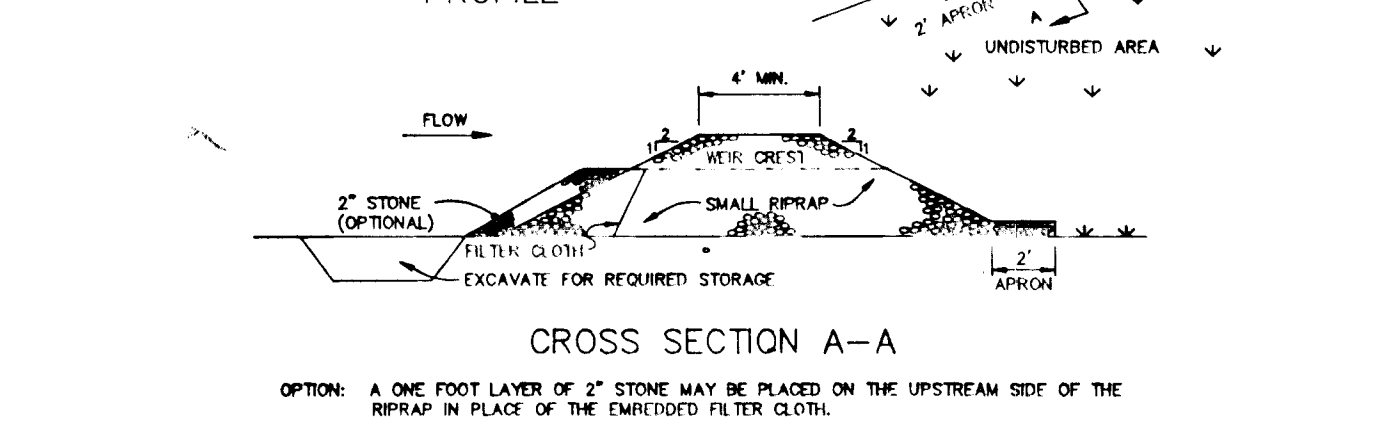 PROFILE
2' APRON
A
UNDISTURBED AREA
4' MIN.
FLOW
2
1
2
1
WEIR CREST
2" STONE
(OPTIONAL)
SMALL RIPRAP
FILTER CLOTH
EXCAVATE FOR REQUIRED STORAGE
2'
APRON
CROSS SECTION A-A
OPTION: A ONE FOOT LAYER OF 2" STONE MAY BE PLACED ON THE UPSTREAM SIDE OF THE
RIPRAP IN PLACE OF THE EMBEDDED FILTER CLOTH.